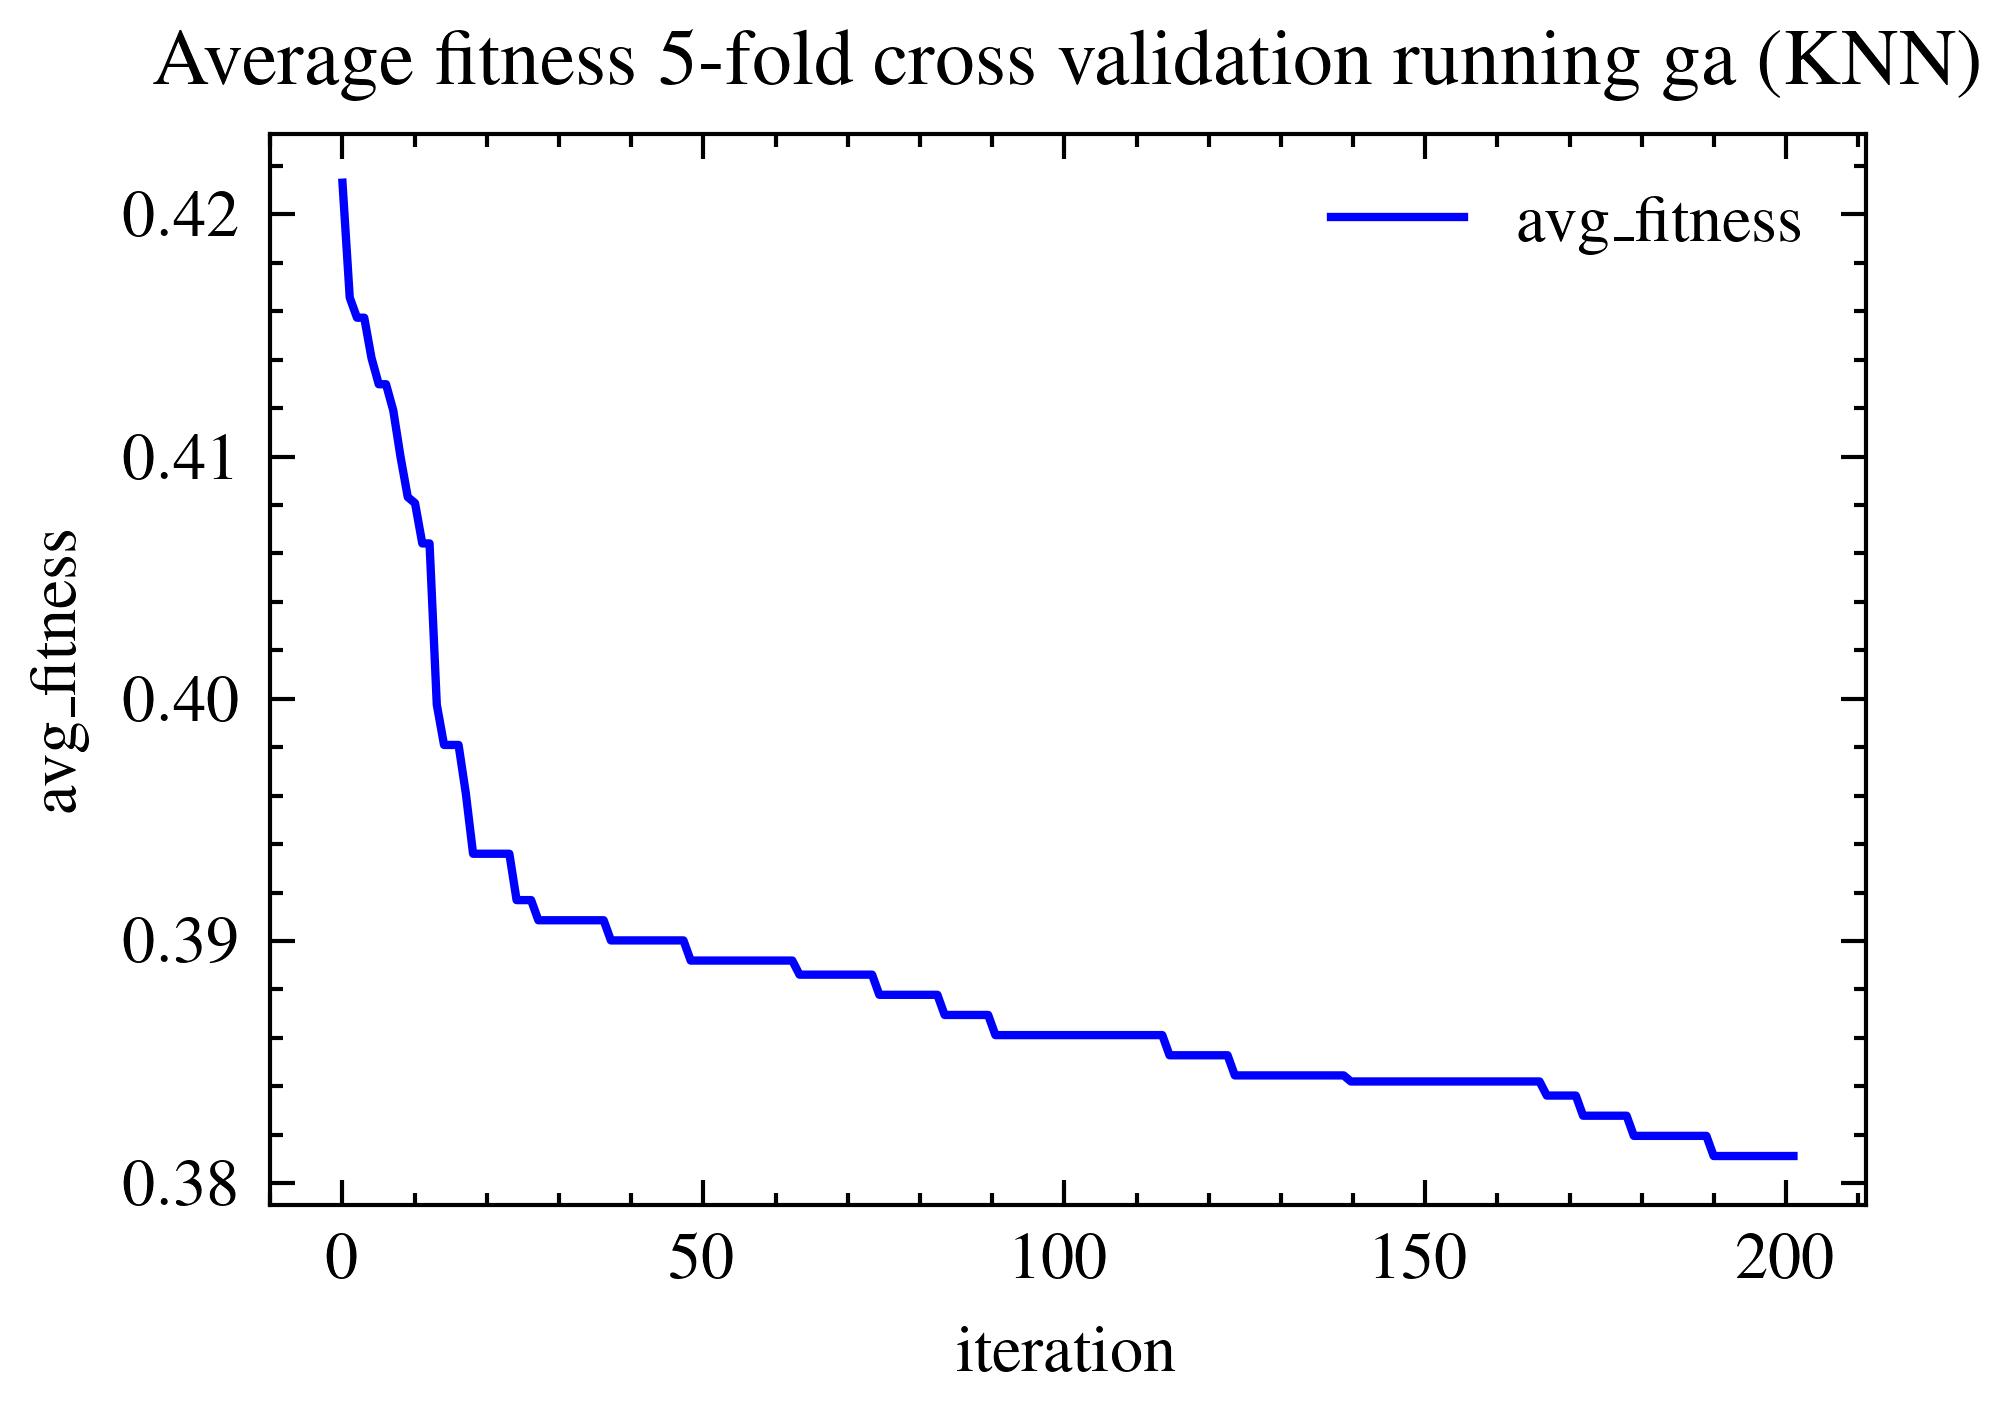 Average fitness 5-fold cross validation running ga (KNN)
avg_fitness
0.42
0.41
0.40
0.39
0.38
avg_fitness
0 50 100 150 200
iteration